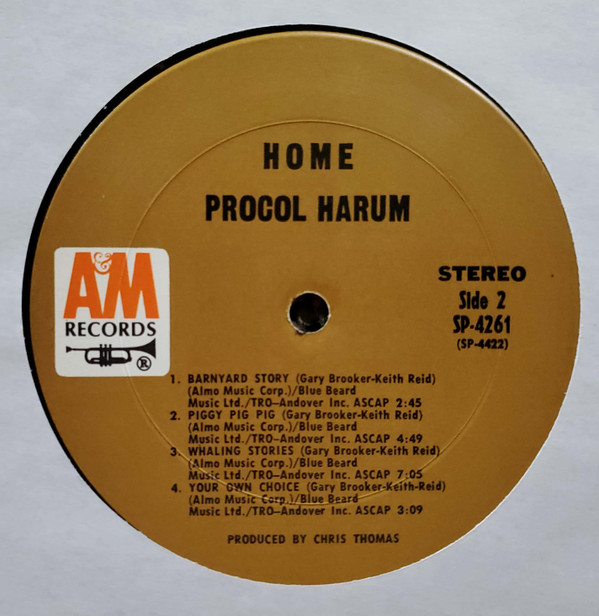 HOME
PROCOL HARUM
A&M
RECORDS
®
STEREO
Side 2
SP-4261
(SP-4422)
1. BARNYARD STORY (Gary Brooker-Keith Reid)
(Almo Music Corp.)/Blue Beard
Music Ltd./TRO—Andover Inc. ASCAP 2:45
2. PIGGY PIG PIG (Gary Brooker-Keith Reid)
(Almo Music Corp.)/Blue Beard
Music Ltd./TRO—Andover Inc. ASCAP 4:49
3. WHALING STORIES (Gary Brooker-Keith Reid)
(Almo Music Corp.)/Blue Beard
Music Ltd./TRO—Andover Inc. ASCAP 7:05
4. YOUR OWN CHOICE (Gary Brooker-Keith-Reid)
(Almo Music Corp.)/Blue Beard
Music Ltd./TRO—Andover Inc. ASCAP 3:09
PRODUCED BY CHRIS THOMAS